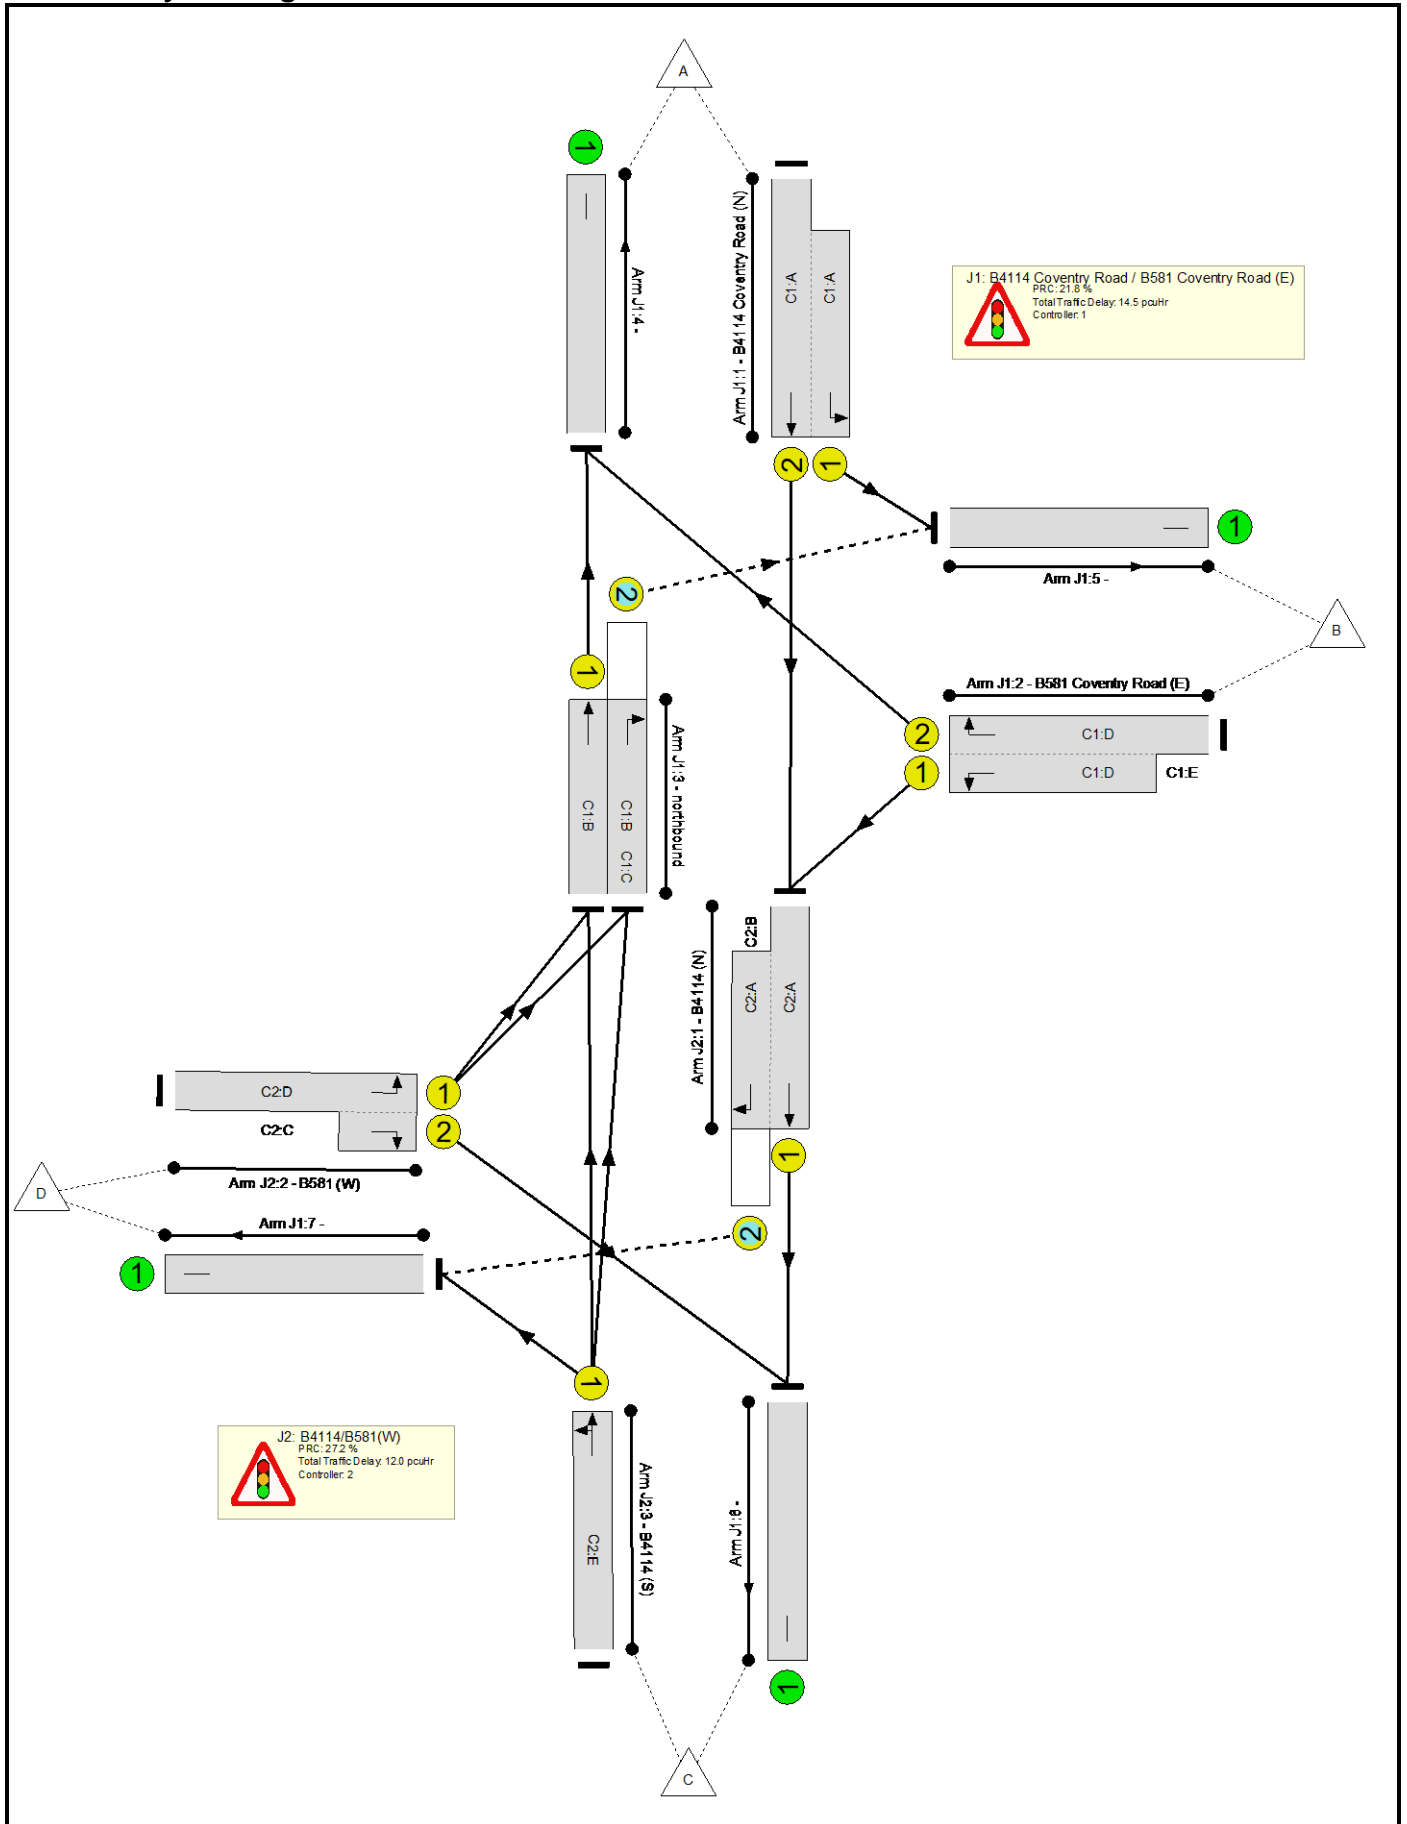 A
1
Arm J1:4 -
Arm J1:1 - B4114 Coventry Road (N)
C1:A
C1:A
J1: B4114 Coventry Road / B581 Coventry Road (E)
PRC: 21.8 %
Total Traffic Delay: 14.5 pcuHr
Controller: 1
2
1
1
Arm J1:5 -
2
B
1
Arm J1:2 - B581 Coventry Road (E)
2
C1:D
1
C1:D
C1:E
Arm J1:3 - northbound
C1:B
C1:B
C1:C
C2:B
Arm J2:1 - B4114 (N)
C2:A
C2:A
C2:D
1
C2:C
2
1
Arm J2:2 - B581 (W)
D
Arm J1:7 -
2
1
1
J2: B4114/B581(W)
PRC: 27.2 %
Total Traffic Delay: 12.0 pcuHr
Controller: 2
Arm J2:3 - B4114 (S)
C2:E
Arm J1:6 -
1
C